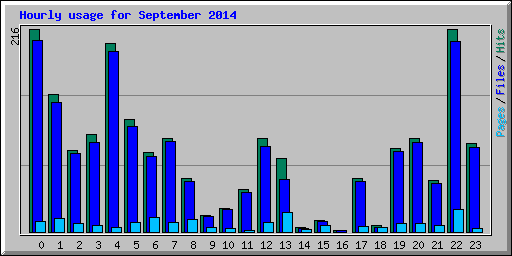 Hourly usage for September 2014
216
Pages/Files/Hits
0 1 2 3 4 5 6 7 8 9 10 11 12 13 14 15 16 17 18 19 20 21 22 23